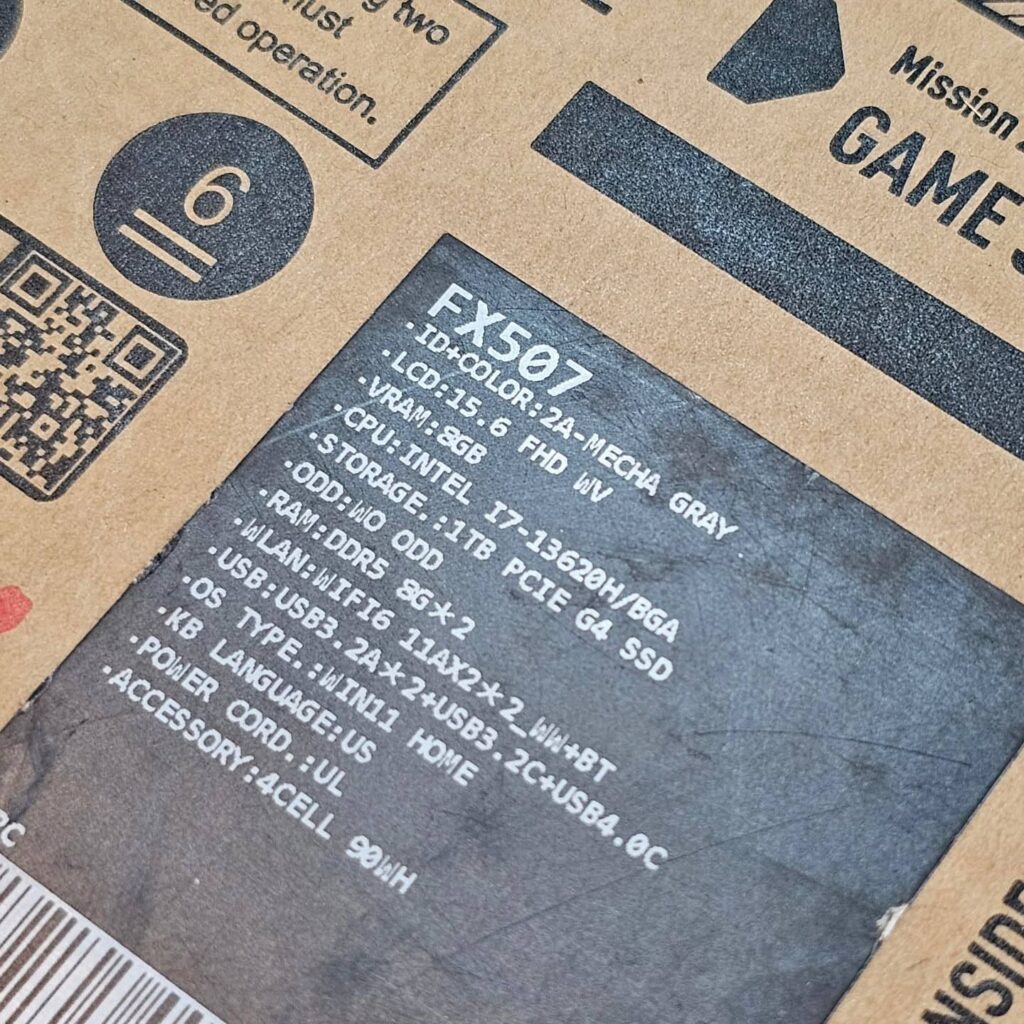 g two
must
ed operation.
6
Mission
GAME
FX507
.ID+COLOR:2A-MECHA GRAY
.LCD:15.6 FHD WV
.VRAM:8GB
.CPU:INTEL I7-13620H/BGA
.STORAGE.:1TB PCIE G4 SSD
.ODD:WO ODD
.RAM:DDR5 8G*2
.WLAN:WIFI6 11AX2*2_WW+BT
.USB:USB3.2A*2+USB3.2C+USB4.0C
.OS TYPE.:WIN11 HOME
.KB LANGUAGE:US
.POWER CORD.:UL
.ACCESSORY:4CELL 90WH
NSIDE